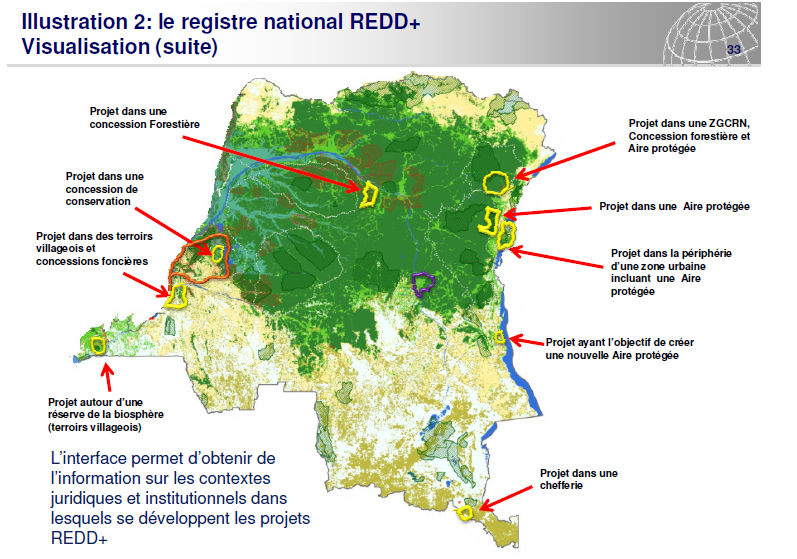 Illustration 2: le registre national REDD+
Visualisation (suite)
33
Projet dans une
concession Forestière
Projet dans une ZGCRN,
Concession forestière et
Aire protégée
Projet dans une
concession de
conservation
Projet dans une Aire protégée
Projet dans des terroirs
villageois et
concessions foncières
Projet dans la périphérie
d'une zone urbaine
incluant une Aire
protégée
Projet ayant l'objectif de créer
une nouvelle Aire protégée
Projet autour d'une
réserve de la biosphère
(terroirs villageois)
L'interface permet d'obtenir de
l'information sur les contextes
juridiques et institutionnels dans
lesquels se développent les projets
REDD+
Projet dans une
chefferie